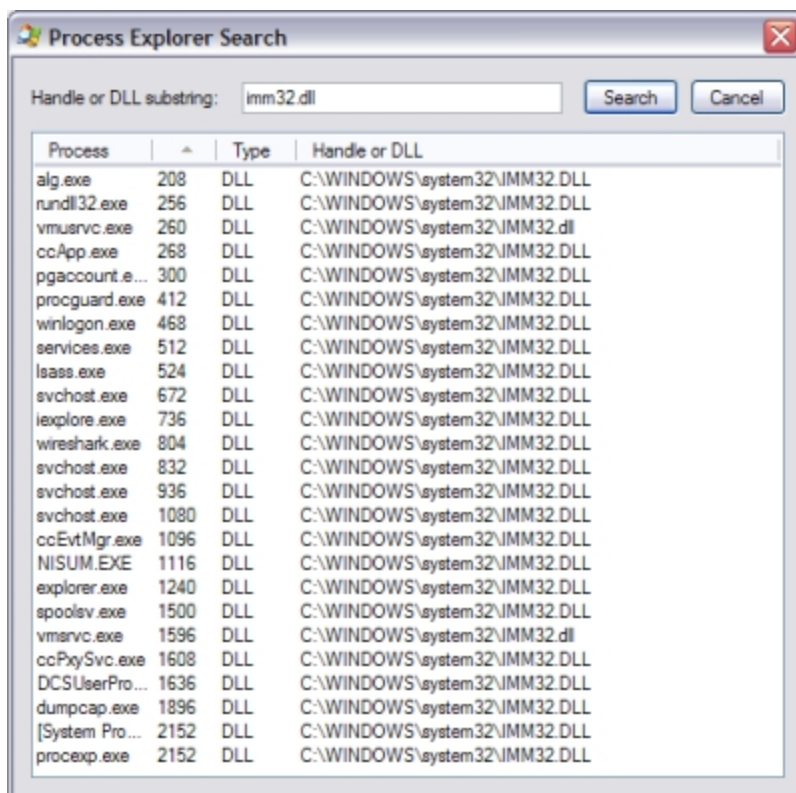 Process Explorer Search
Handle or DLL substring: imm32.dll Search Cancel
Process Type Handle or DLL
alg.exe 208 DLL C:\WINDOWS\system32\IMM32.DLL
rundll32.exe 256 DLL C:\WINDOWS\system32\IMM32.DLL
vmusrvc.exe 260 DLL C:\WINDOWS\system32\IMM32.dll
ccApp.exe 268 DLL C:\WINDOWS\system32\IMM32.DLL
pgaccount.e... 300 DLL C:\WINDOWS\system32\IMM32.DLL
procguard.exe 412 DLL C:\WINDOWS\system32\IMM32.DLL
winlogon.exe 468 DLL C:\WINDOWS\system32\IMM32.DLL
services.exe 512 DLL C:\WINDOWS\system32\IMM32.DLL
lsass.exe 524 DLL C:\WINDOWS\system32\IMM32.DLL
svchost.exe 672 DLL C:\WINDOWS\system32\IMM32.DLL
iexplore.exe 736 DLL C:\WINDOWS\system32\IMM32.DLL
wireshark.exe 804 DLL C:\WINDOWS\system32\IMM32.DLL
svchost.exe 832 DLL C:\WINDOWS\system32\IMM32.DLL
svchost.exe 936 DLL C:\WINDOWS\system32\IMM32.DLL
svchost.exe 1080 DLL C:\WINDOWS\system32\IMM32.DLL
ccEvtMgr.exe 1096 DLL C:\WINDOWS\system32\IMM32.DLL
NISUM.EXE 1116 DLL C:\WINDOWS\system32\IMM32.DLL
explorer.exe 1240 DLL C:\WINDOWS\system32\IMM32.DLL
spoolsv.exe 1500 DLL C:\WINDOWS\system32\IMM32.DLL
vmsrvc.exe 1596 DLL C:\WINDOWS\system32\IMM32.dll
ccPxySvc.exe 1608 DLL C:\WINDOWS\system32\IMM32.DLL
DCSUserPro... 1636 DLL C:\WINDOWS\system32\IMM32.DLL
dumpcap.exe 1896 DLL C:\WINDOWS\system32\IMM32.DLL
[System Pro... 2152 DLL C:\WINDOWS\system32\IMM32.DLL
procexp.exe 2152 DLL C:\WINDOWS\system32\IMM32.DLL